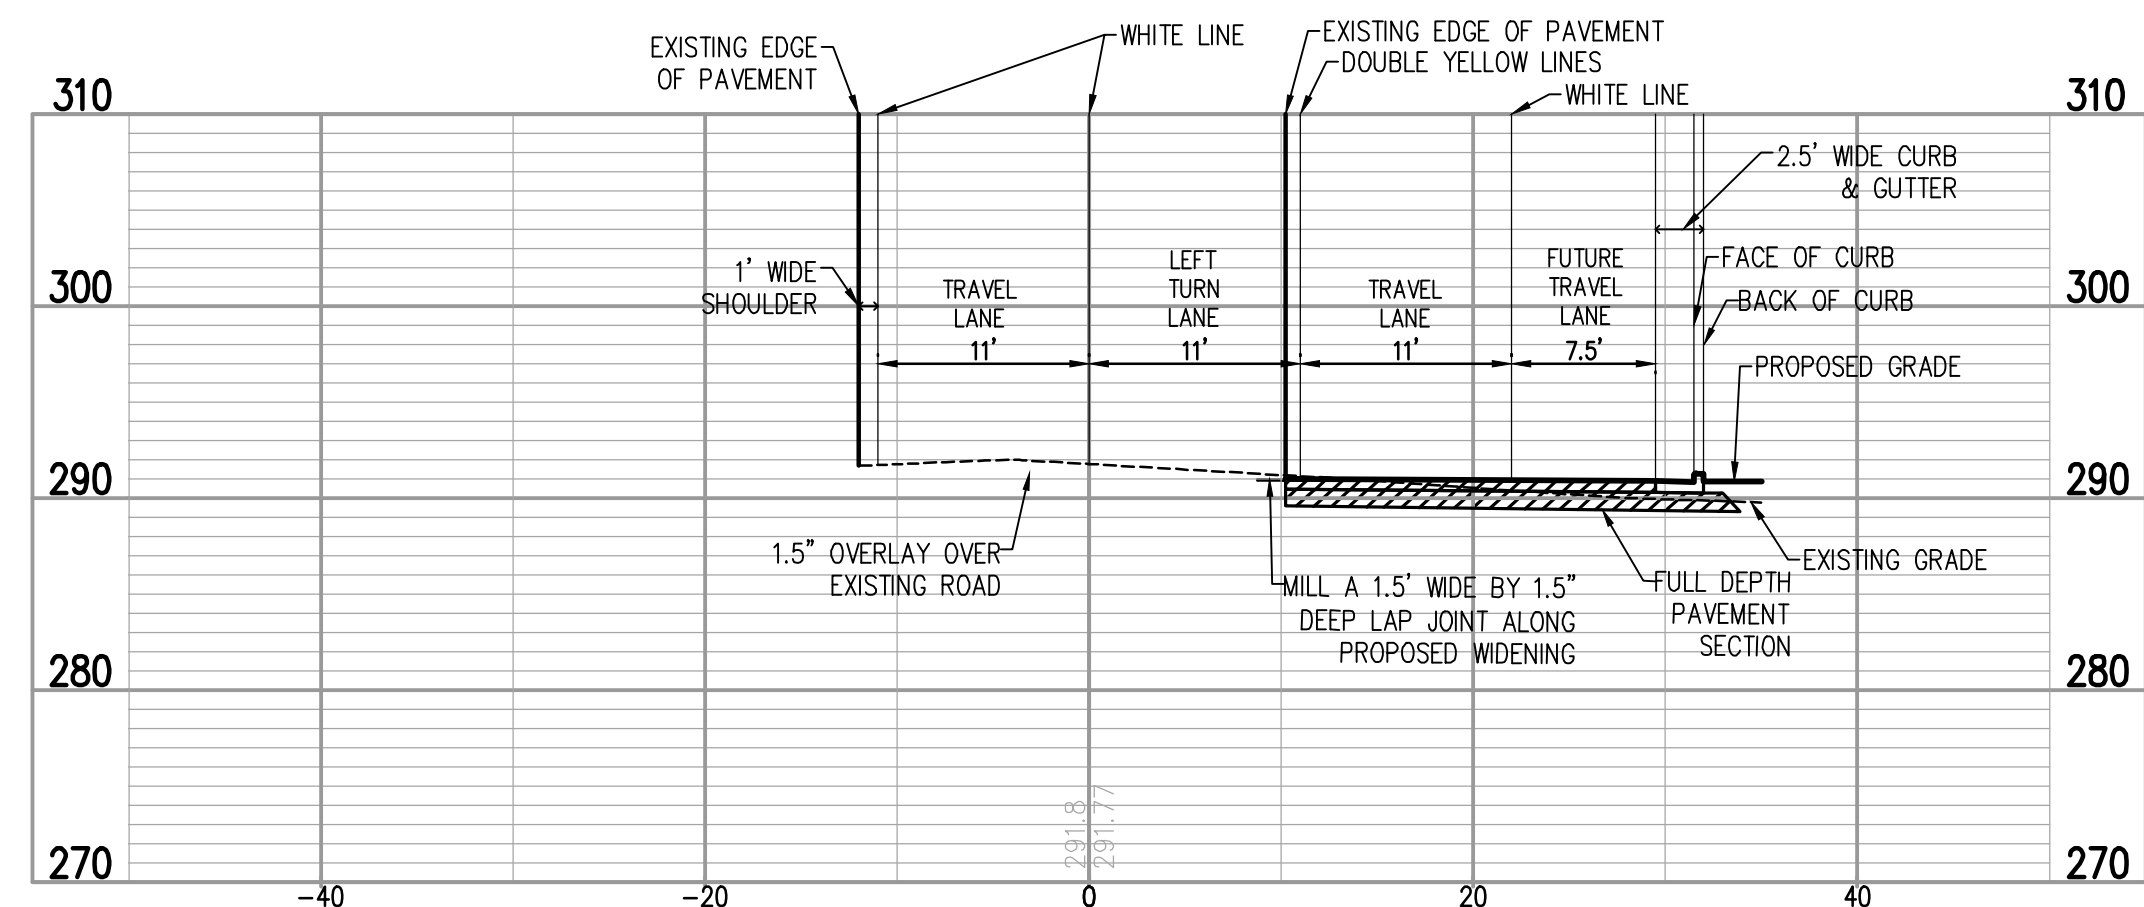 EXISTING EDGE
OF PAVEMENT
WHITE LINE
EXISTING EDGE OF PAVEMENT
DOUBLE YELLOW LINES
WHITE LINE
310
310
2.5' WIDE CURB
& GUTTER
1' WIDE
SHOULDER
TRAVEL
LANE
11'
LEFT
TURN
LANE
11'
TRAVEL
LANE
11'
FUTURE
TRAVEL
LANE
7.5'
FACE OF CURB
BACK OF CURB
300
300
PROPOSED GRADE
290
290
1.5" OVERLAY OVER
EXISTING ROAD
MILL A 1.5' WIDE BY 1.5"
DEEP LAP JOINT ALONG
PROPOSED WIDENING
FULL DEPTH
PAVEMENT
SECTION
EXISTING GRADE
280
280
291.8
291.77
270
270
-40
-20
0
20
40